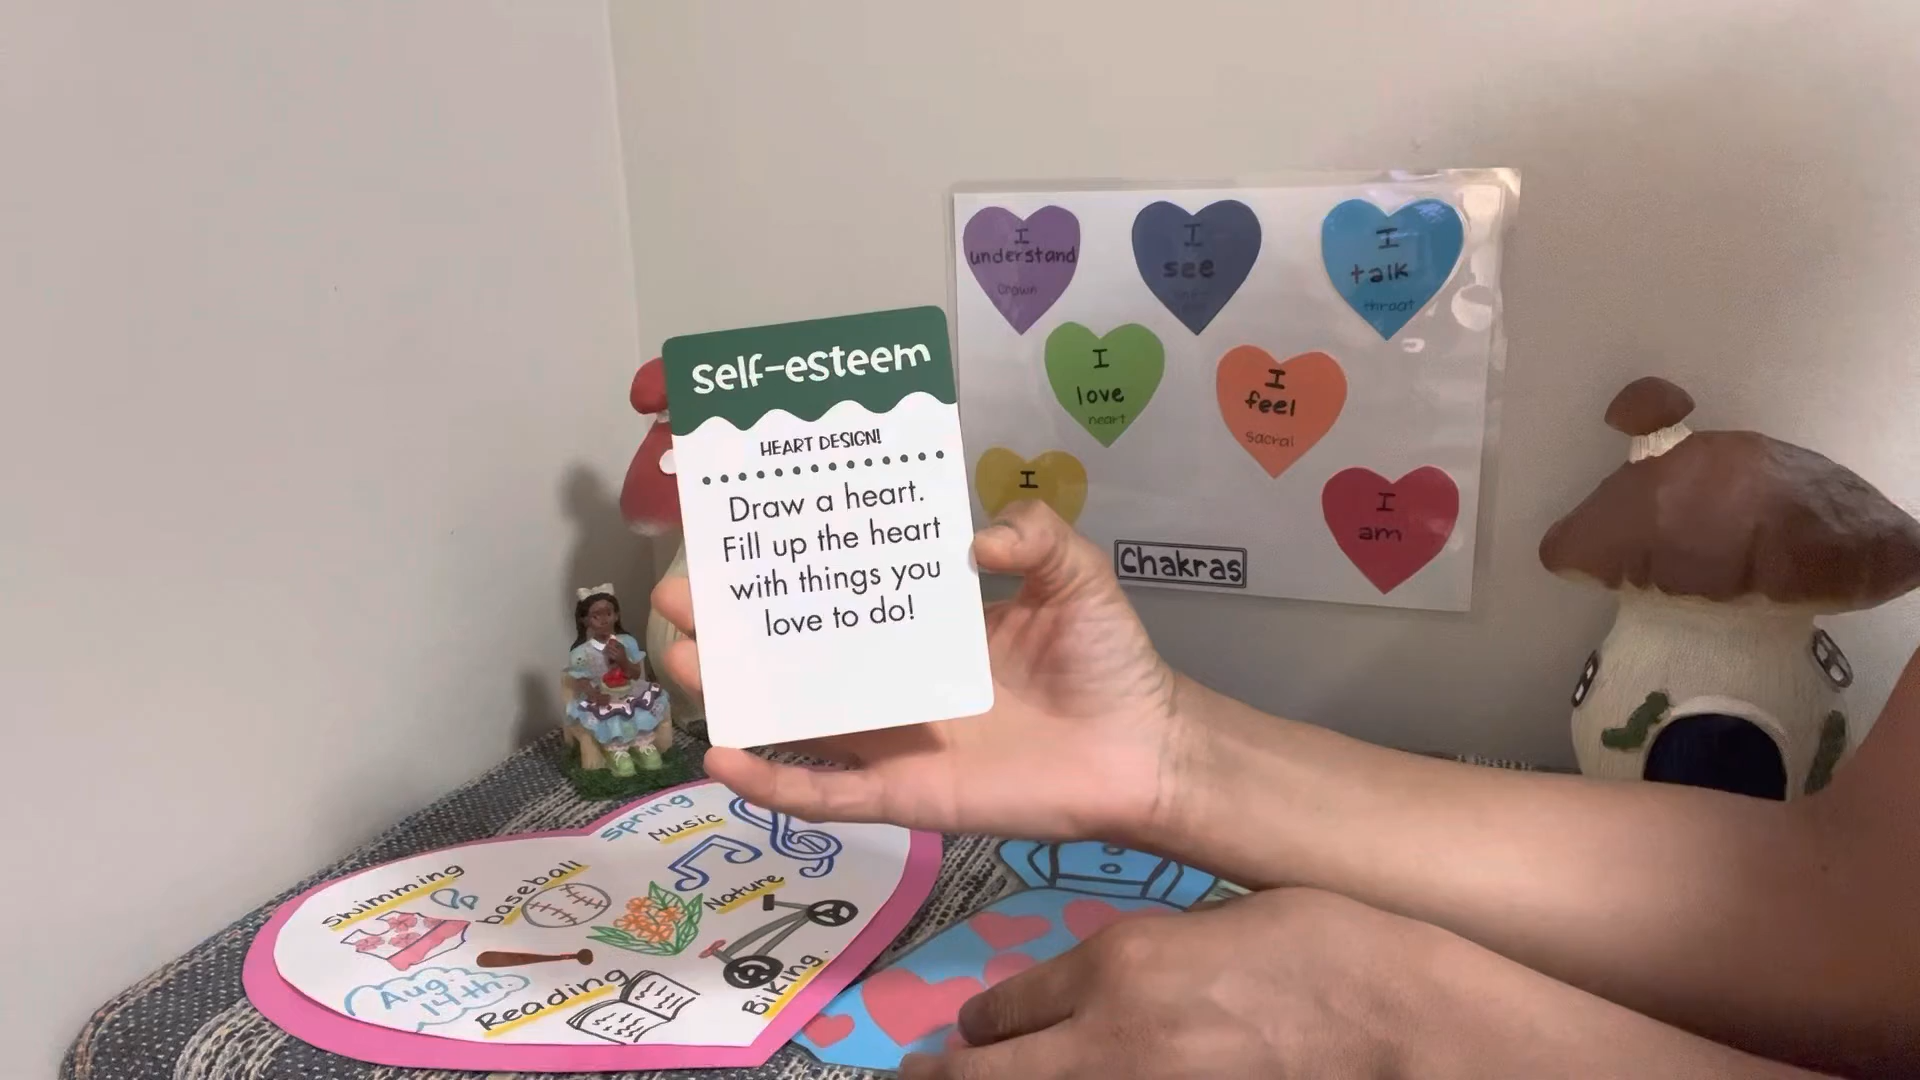 self-esteem
HEART DESIGN!
Draw a heart.
Fill up the heart
with things you
love to do!
I
understand
Crown
I
see
I
talk
throat
I
love
heart
I
feel
Sacral
I
I
am
Chakras
Spring
Music
Swimming
baseball
Nature
Aug.
14th.
Reading
Biking.